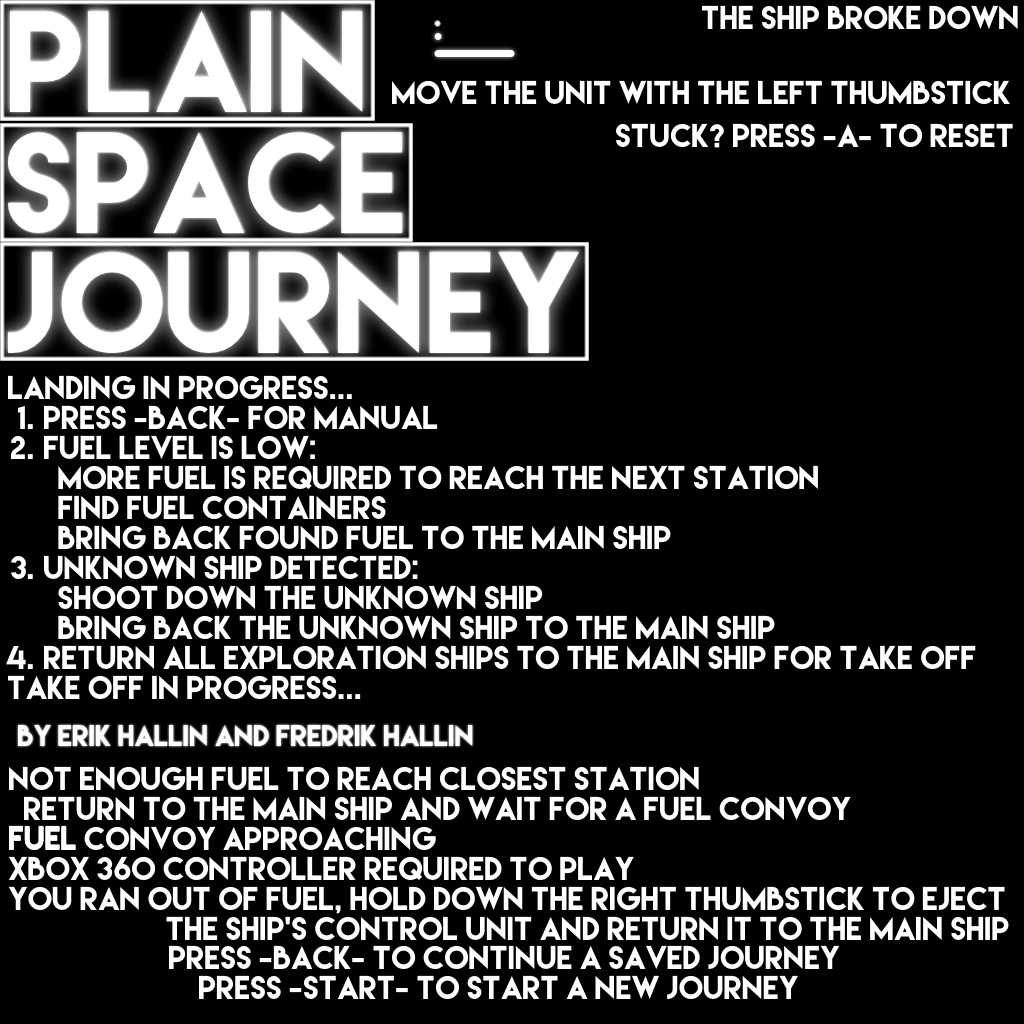 PLAIN
SPACE
JOURNEY
:
THE SHIP BROKE DOWN
MOVE THE UNIT WITH THE LEFT THUMBSTICK
STUCK? PRESS -A- TO RESET
LANDING IN PROGRESS...
1. PRESS -BACK- FOR MANUAL
2. FUEL LEVEL IS LOW:
MORE FUEL IS REQUIRED TO REACH THE NEXT STATION
FIND FUEL CONTAINERS
BRING BACK FOUND FUEL TO THE MAIN SHIP
3. UNKNOWN SHIP DETECTED:
SHOOT DOWN THE UNKNOWN SHIP
BRING BACK THE UNKNOWN SHIP TO THE MAIN SHIP
4. RETURN ALL EXPLORATION SHIPS TO THE MAIN SHIP FOR TAKE OFF
TAKE OFF IN PROGRESS...
BY ERIK HALLIN AND FREDRIK HALLIN
NOT ENOUGH FUEL TO REACH CLOSEST STATION
RETURN TO THE MAIN SHIP AND WAIT FOR A FUEL CONVOY
FUEL CONVOY APPROACHING
XBOX 360 CONTROLLER REQUIRED TO PLAY
YOU RAN OUT OF FUEL, HOLD DOWN THE RIGHT THUMBSTICK TO EJECT
THE SHIP'S CONTROL UNIT AND RETURN IT TO THE MAIN SHIP
PRESS -BACK- TO CONTINUE A SAVED JOURNEY
PRESS -START- TO START A NEW JOURNEY